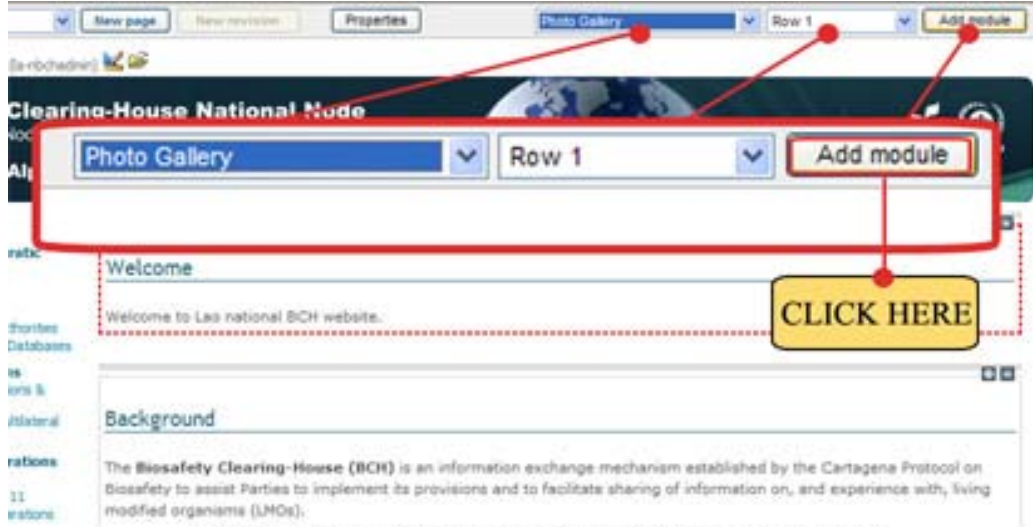 New page New revision Properties Photo Gallery Row 1 Add module
Clearing-House National Node
Photo Gallery Row 1 Add module
Welcome
Welcome to Lao national BCH website.
CLICK HERE
Databases
Background
The Biosafety Clearing-House (BCH) is an information exchange mechanism established by the Cartagena Protocol on
Biosafety to assist Parties to implement its provisions and to facilitate sharing of information on, and experience with, living
11
modified organisms (LMOs).